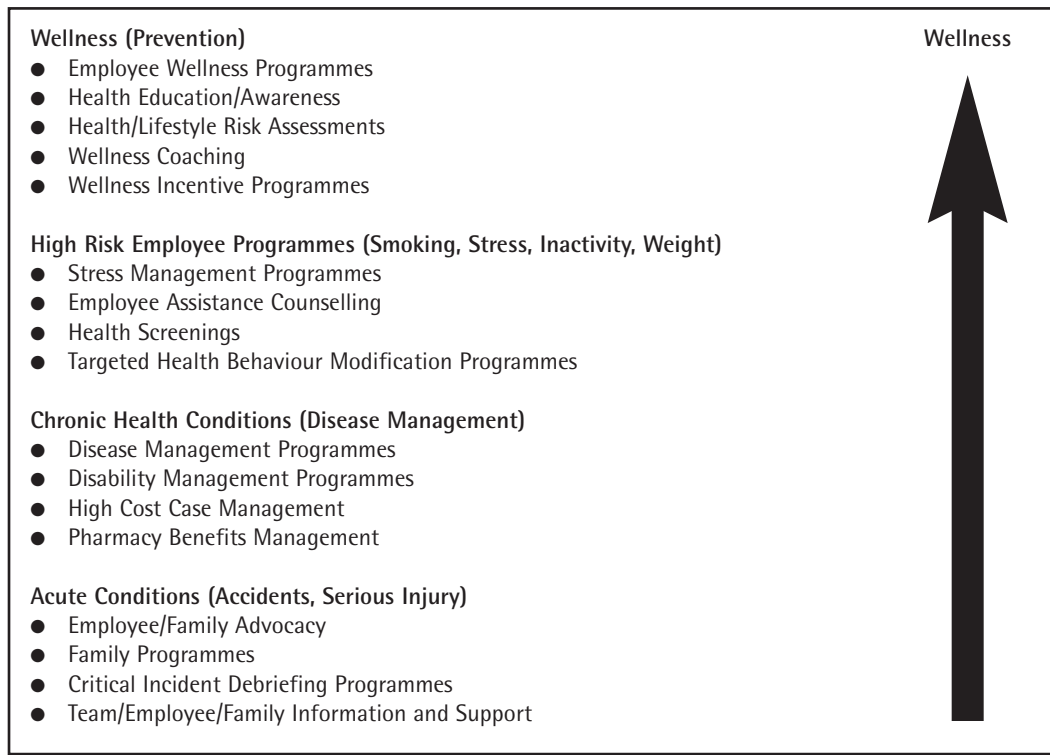 Wellness (Prevention)
● Employee Wellness Programmes
● Health Education/Awareness
● Health/Lifestyle Risk Assessments
● Wellness Coaching
● Wellness Incentive Programmes
High Risk Employee Programmes (Smoking, Stress, Inactivity, Weight)
● Stress Management Programmes
● Employee Assistance Counselling
● Health Screenings
● Targeted Health Behaviour Modification Programmes
Chronic Health Conditions (Disease Management)
● Disease Management Programmes
● Disability Management Programmes
● High Cost Case Management
● Pharmacy Benefits Management
Acute Conditions (Accidents, Serious Injury)
● Employee/Family Advocacy
● Family Programmes
● Critical Incident Debriefing Programmes
● Team/Employee/Family Information and Support
Wellness